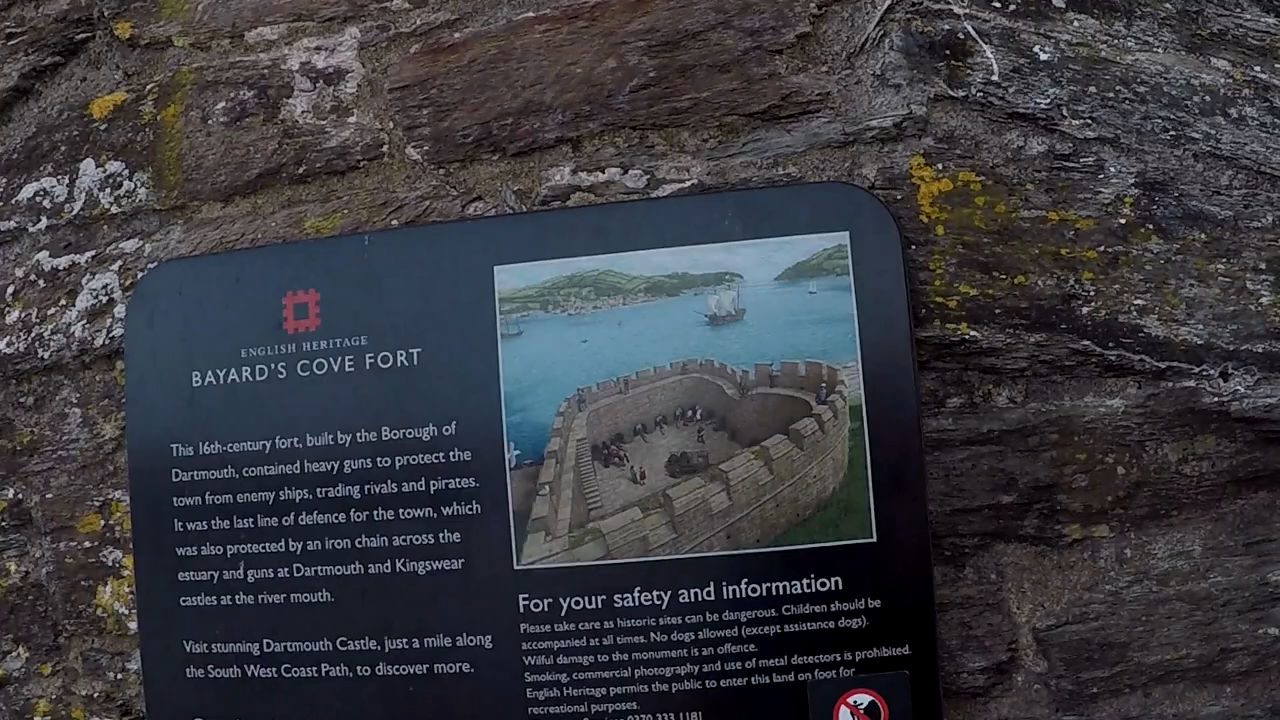 ENGLISH HERITAGE
BAYARD'S COVE FORT
This 16th-century fort, built by the Borough of
Dartmouth, contained heavy guns to protect the
town from enemy ships, trading rivals and pirates.
It was the last line of defence for the town, which
was also protected by an iron chain across the
estuary and guns at Dartmouth and Kingswear
castles at the river mouth.
Visit stunning Dartmouth Castle, just a mile along
the South West Coast Path, to discover more.
For your safety and information
Please take care as historic sites can be dangerous. Children should be
accompanied at all times. No dogs allowed (except assistance dogs).
Wilful damage to the monument is an offence.
Smoking, commercial photography and use of metal detectors is prohibited.
English Heritage permits the public to enter this land on foot for
recreational purposes.
0370 333 1181